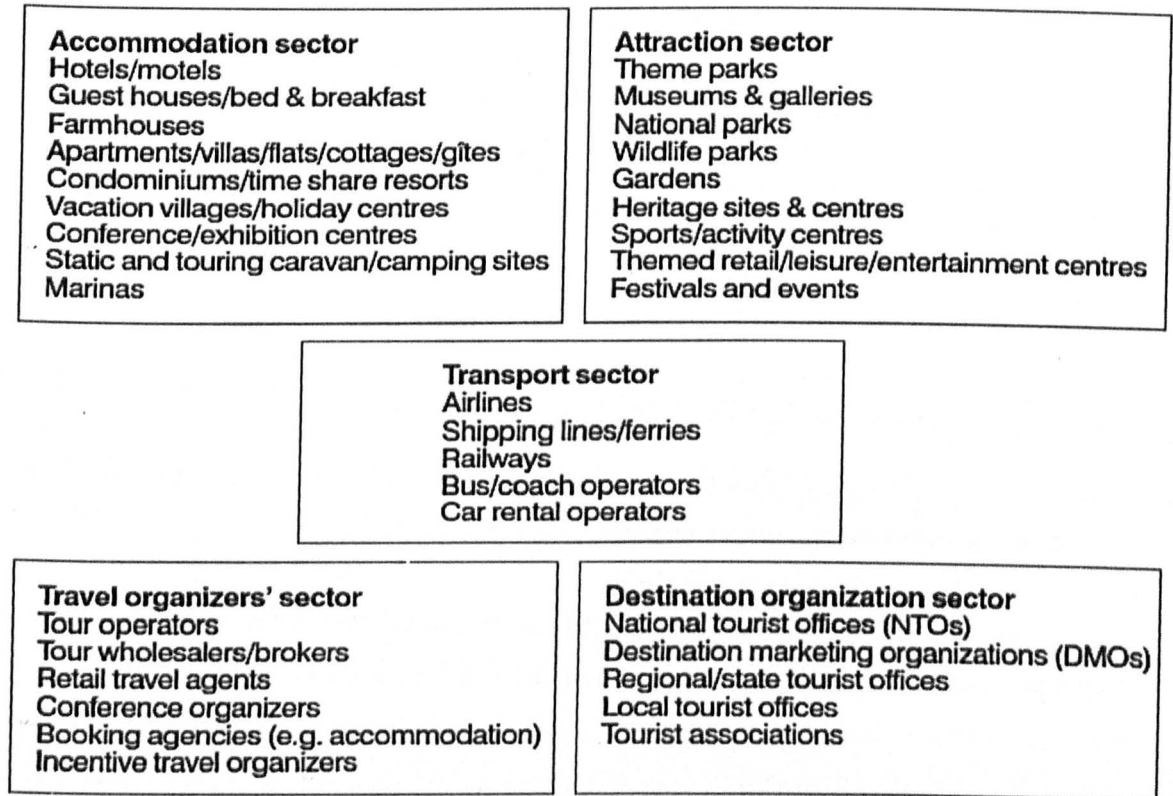 Accommodation sector
Hotels/motels
Guest houses/bed & breakfast
Farmhouses
Apartments/villas/flats/cottages/gîtes
Condominiums/time share resorts
Vacation villages/holiday centres
Conference/exhibition centres
Static and touring caravan/camping sites
Marinas
Attraction sector
Theme parks
Museums & galleries
National parks
Wildlife parks
Gardens
Heritage sites & centres
Sports/activity centres
Themed retail/leisure/entertainment centres
Festivals and events
Transport sector
Airlines
Shipping lines/ferries
Railways
Bus/coach operators
Car rental operators
Travel organizers' sector
Tour operators
Tour wholesalers/brokers
Retail travel agents
Conference organizers
Booking agencies (e.g. accommodation)
Incentive travel organizers
Destination organization sector
National tourist offices (NTOs)
Destination marketing organizations (DMOs)
Regional/state tourist offices
Local tourist offices
Tourist associations